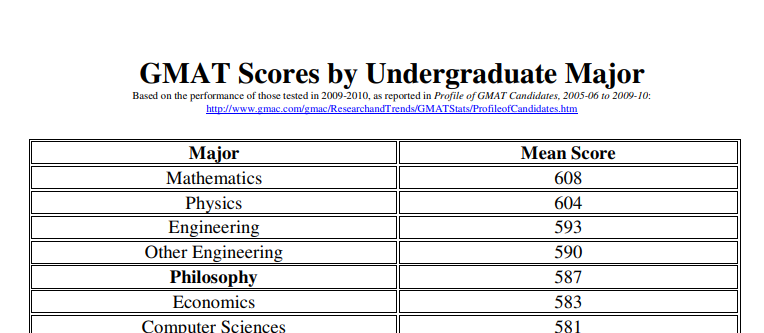 GMAT Scores by Undergraduate Major
Based on the performance of those tested in 2009-2010, as reported in Profile of GMAT Candidates, 2005-06 to 2009-10:
http://www.gmac.com/gmac/ResearchandTrends/GMATStats/ProfileofCandidates.htm
Major Mean Score
Mathematics 608
Physics 604
Engineering 593
Other Engineering 590
Philosophy 587
Economics 583
Computer Sciences 581